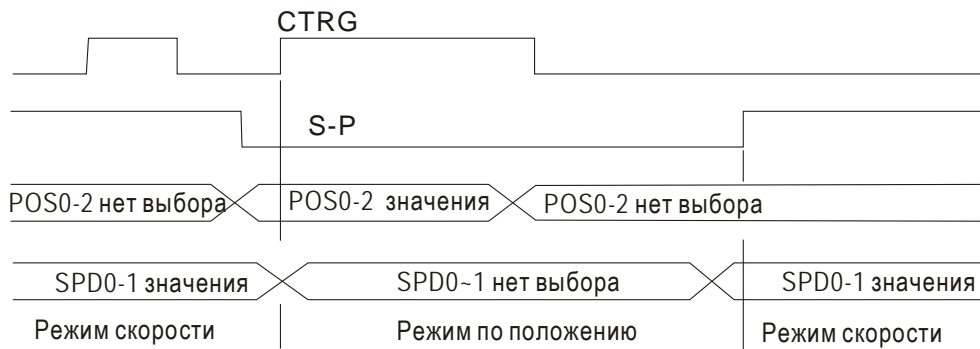 CTRG
S-P
POS0-2 нет выбора POS0-2 значения POS0-2 нет выбора
SPD0-1 значения SPD0~1 нет выбора SPD0-1 значения
Режим скорости Режим по положению Режим скорости